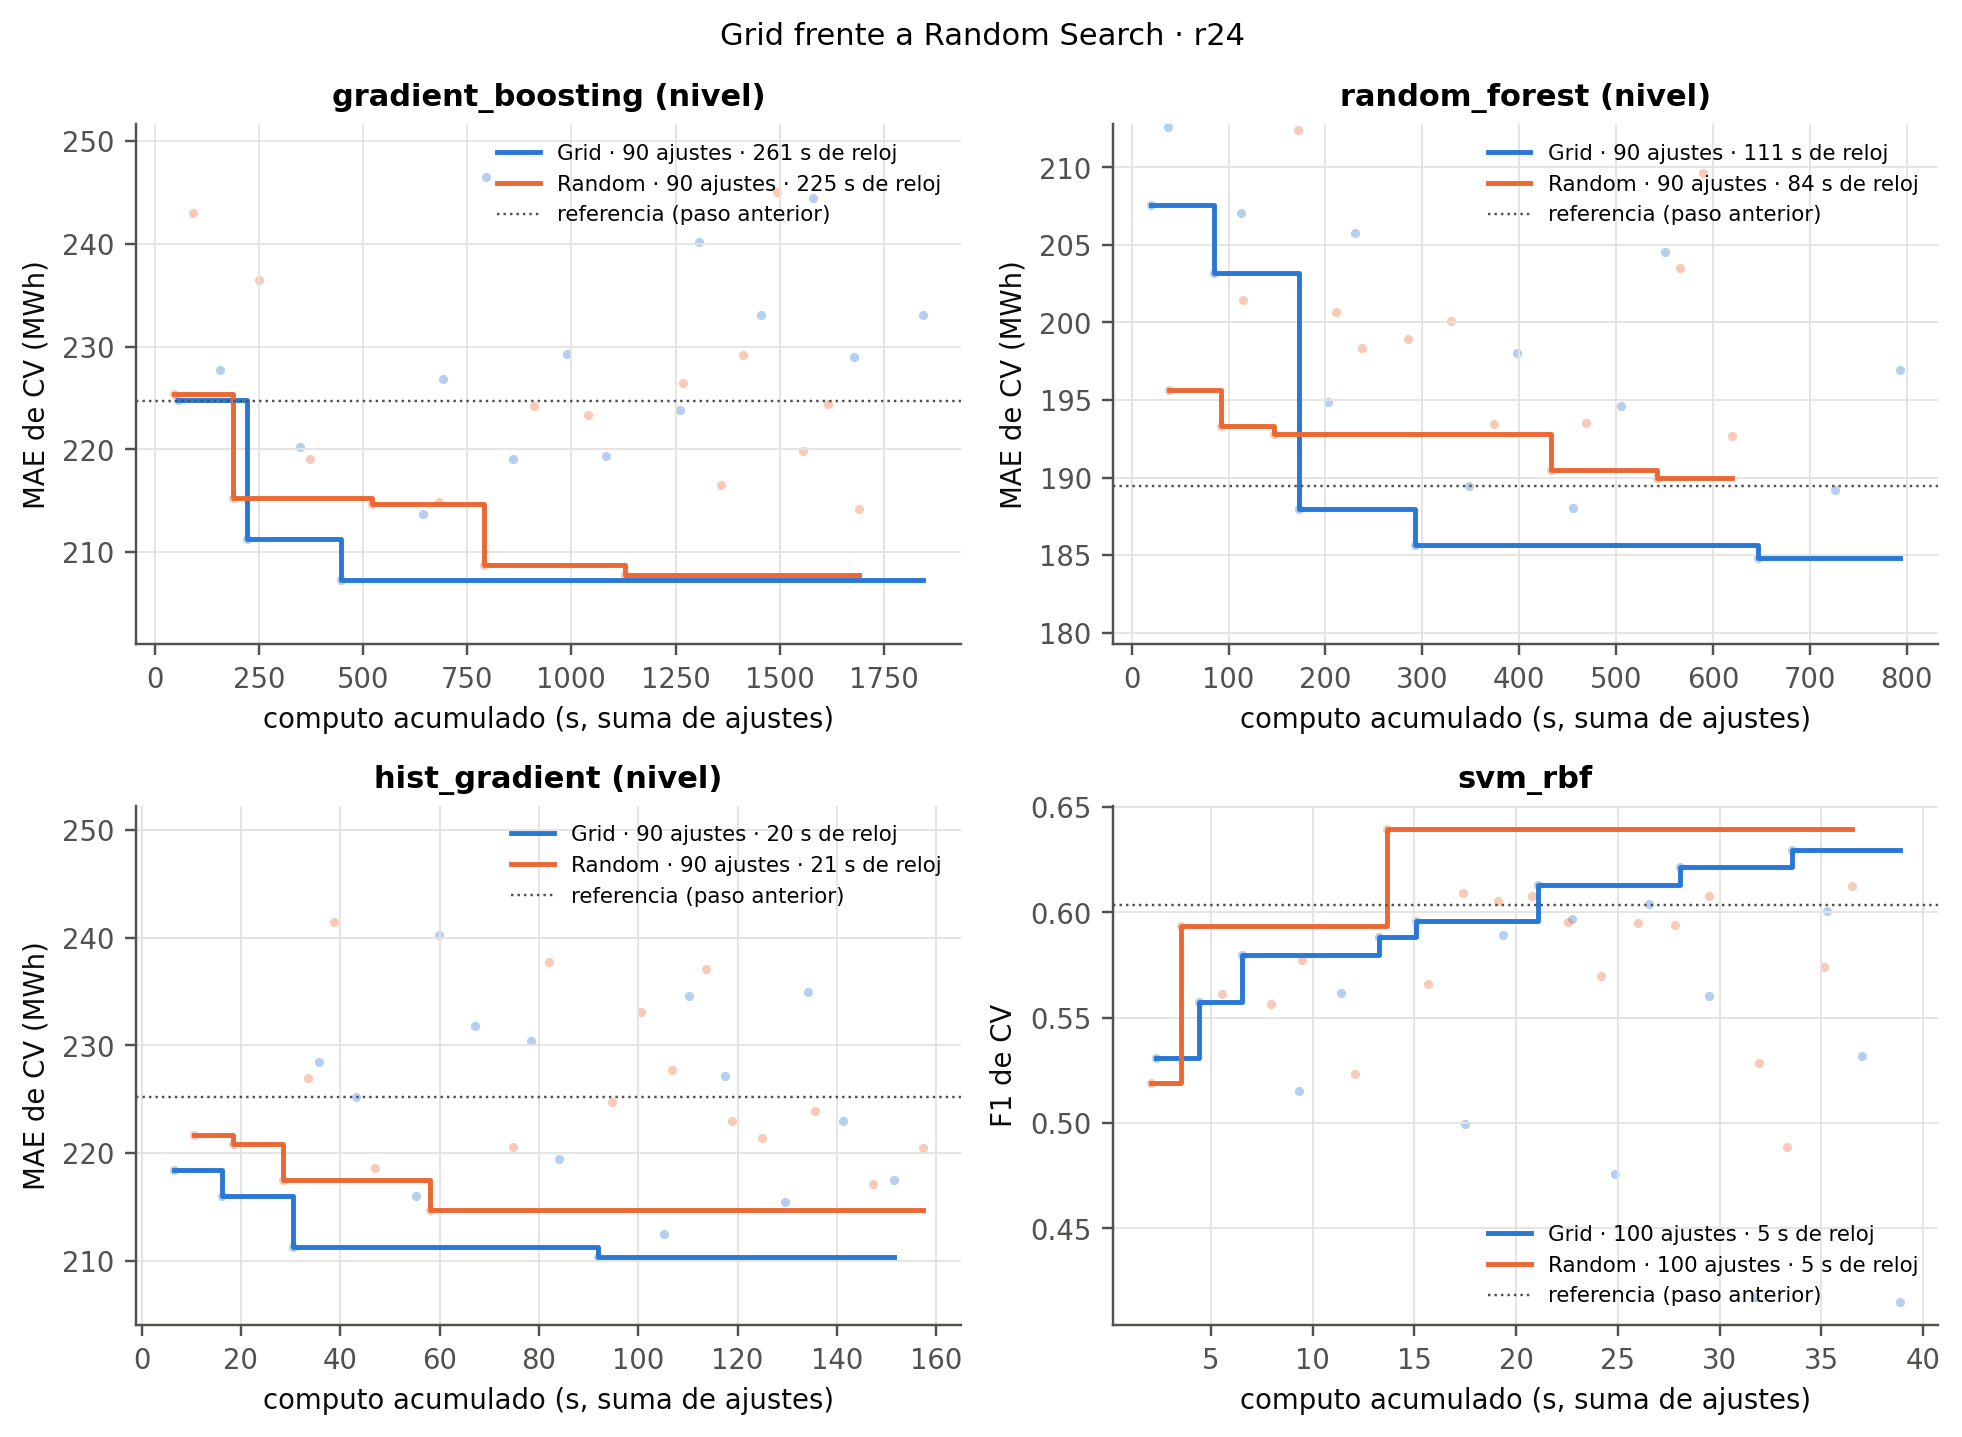 Grid frente a Random Search · r24
gradient_boosting (nivel)
250
240
230
220
210
MAE de CV (MWh)
Grid · 90 ajustes · 261 s de reloj
Random · 90 ajustes · 225 s de reloj
referencia (paso anterior)
0 250 500 750 1000 1250 1500 1750
computo acumulado (s, suma de ajustes)
random_forest (nivel)
210
205
200
195
190
185
180
MAE de CV (MWh)
Grid · 90 ajustes · 111 s de reloj
Random · 90 ajustes · 84 s de reloj
referencia (paso anterior)
0 100 200 300 400 500 600 700 800
computo acumulado (s, suma de ajustes)
hist_gradient (nivel)
250
240
230
220
210
MAE de CV (MWh)
Grid · 90 ajustes · 20 s de reloj
Random · 90 ajustes · 21 s de reloj
referencia (paso anterior)
0 20 40 60 80 100 120 140 160
computo acumulado (s, suma de ajustes)
svm_rbf
0.65
0.60
0.55
0.50
0.45
F1 de CV
Grid · 100 ajustes · 5 s de reloj
Random · 100 ajustes · 5 s de reloj
referencia (paso anterior)
5 10 15 20 25 30 35 40
computo acumulado (s, suma de ajustes)